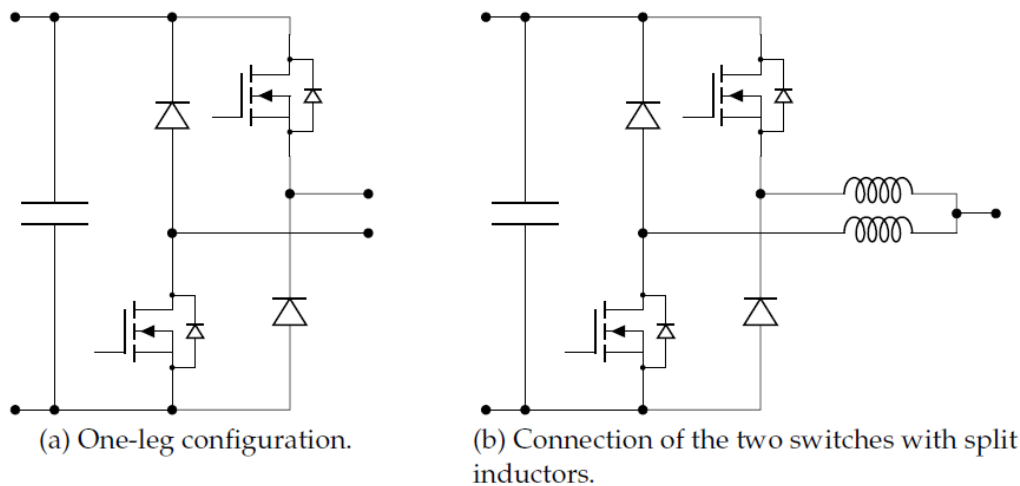 (a) One-leg configuration.
(b) Connection of the two switches with split
inductors.